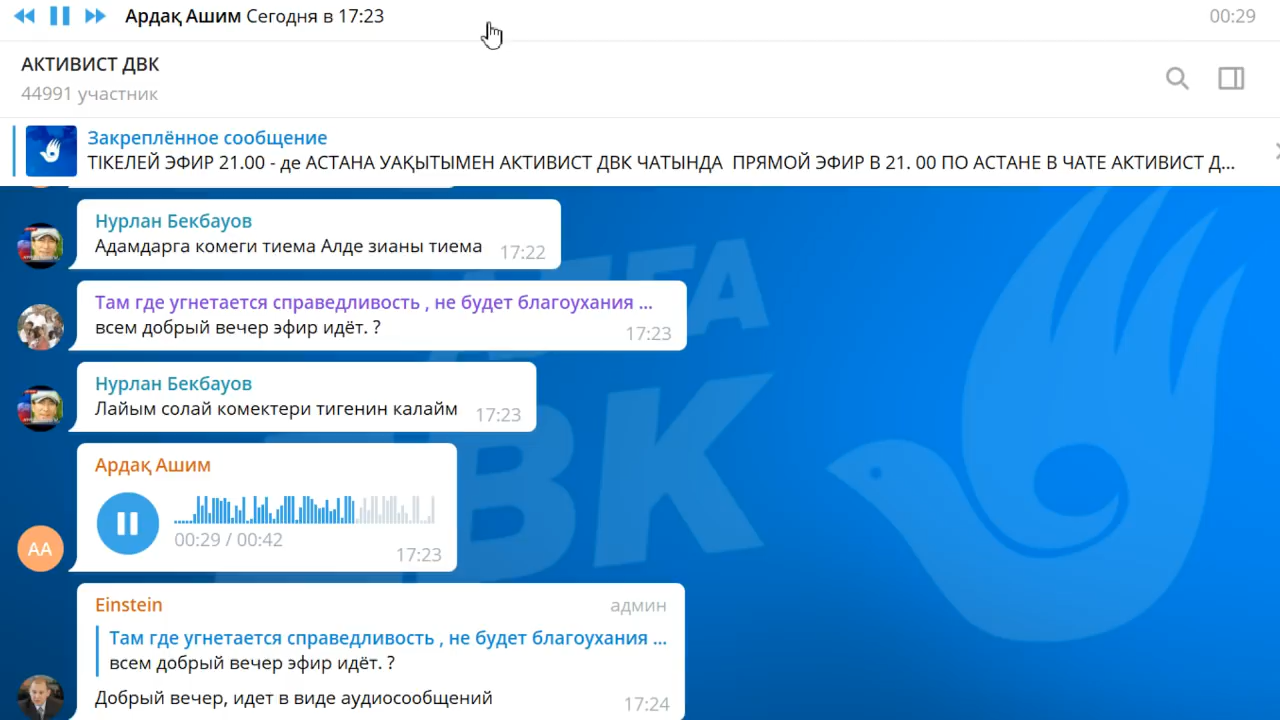 Ардақ Ашим Сегодня в 17:23
00:29
АКТИВИСТ ДВК
44991 участник
Закреплённое сообщение
ТІКЕЛЕЙ ЭФИР 21.00 - де АСТАНА УАҚЫТЫМЕН АКТИВИСТ ДВК ЧАТЫНДА ПРЯМОЙ ЭФИР В 21. 00 ПО АСТАНЕ В ЧАТЕ АКТИВИСТ Д...
Нурлан Бекбауов
Адамдарга комеги тиема Алде зианы тиема
17:22
Там где угнетается справедливость , не будет благоухания ...
всем добрый вечер эфир идёт. ?
17:23
Нурлан Бекбауов
Лайым солай комектери тигенин калайм
17:23
Ардақ Ашим
00:29 / 00:42
17:23
АА
Einstein
админ
Там где угнетается справедливость , не будет благоухания ...
всем добрый вечер эфир идёт. ?
Добрый вечер, идет в виде аудиосообщений
17:24
ДВК